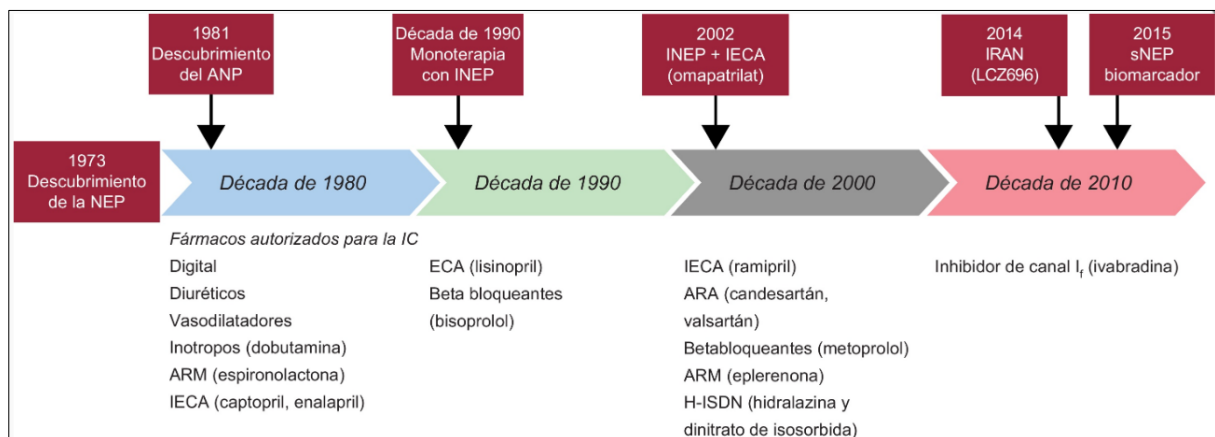 1981
Descubrimiento
del ANP
Década de 1990
Monoterapia
con INEP
2002
INEP + IECA
(omapatrilat)
2014
IRAN
(LCZ696)
2015
sNEP
biomarcador
1973
Descubrimiento
de la NEP
Década de 1980
Década de 1990
Década de 2000
Década de 2010
Fármacos autorizados para la IC
Digital
Diuréticos
Vasodilatadores
Inotropos (dobutamina)
ARM (espironolactona)
IECA (captopril, enalapril)
ECA (lisinopril)
Beta bloqueantes
(bisoprolol)
IECA (ramipril)
ARA (candesartán,
valsartán)
Betabloqueantes (metoprolol)
ARM (eplerenona)
H-ISDN (hidralazina y
dinitrato de isosorbida)
Inhibidor de canal If (ivabradina)